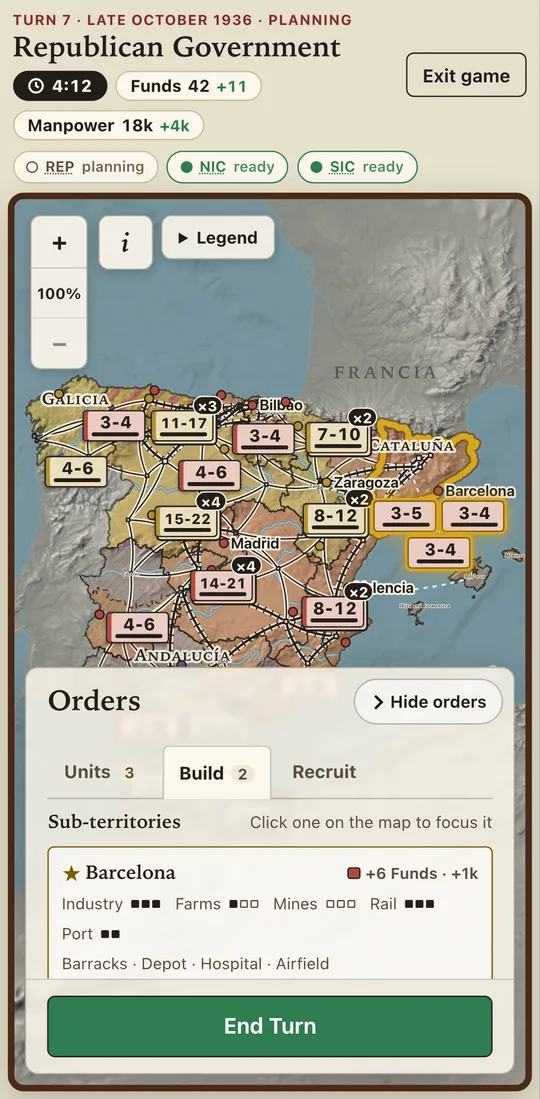 TURN 7 · LATE OCTOBER 1936 · PLANNING
Republican Government
Exit game
4:12
Funds 42 +11
Manpower 18k +4k
REP planning
NIC ready
SIC ready
+
i
Legend
100%
−
FRANCIA
GALICIA
Bilbao
×3
×2
3-4
11-17
3-4
7-10
CATALUÑA
4-6
4-6
Zaragoza
Barcelona
×4
×2
15-22
8-12
3-5
3-4
Madrid
3-4
×4
14-21
×2
lencia
8-12
4-6
ANDALUCÍA
Orders
Hide orders
Units 3
Build 2
Recruit
Sub-territories
Click one on the map to focus it
Barcelona
+6 Funds · +1k
Industry
Farms
Mines
Rail
Port
Barracks · Depot · Hospital · Airfield
End Turn